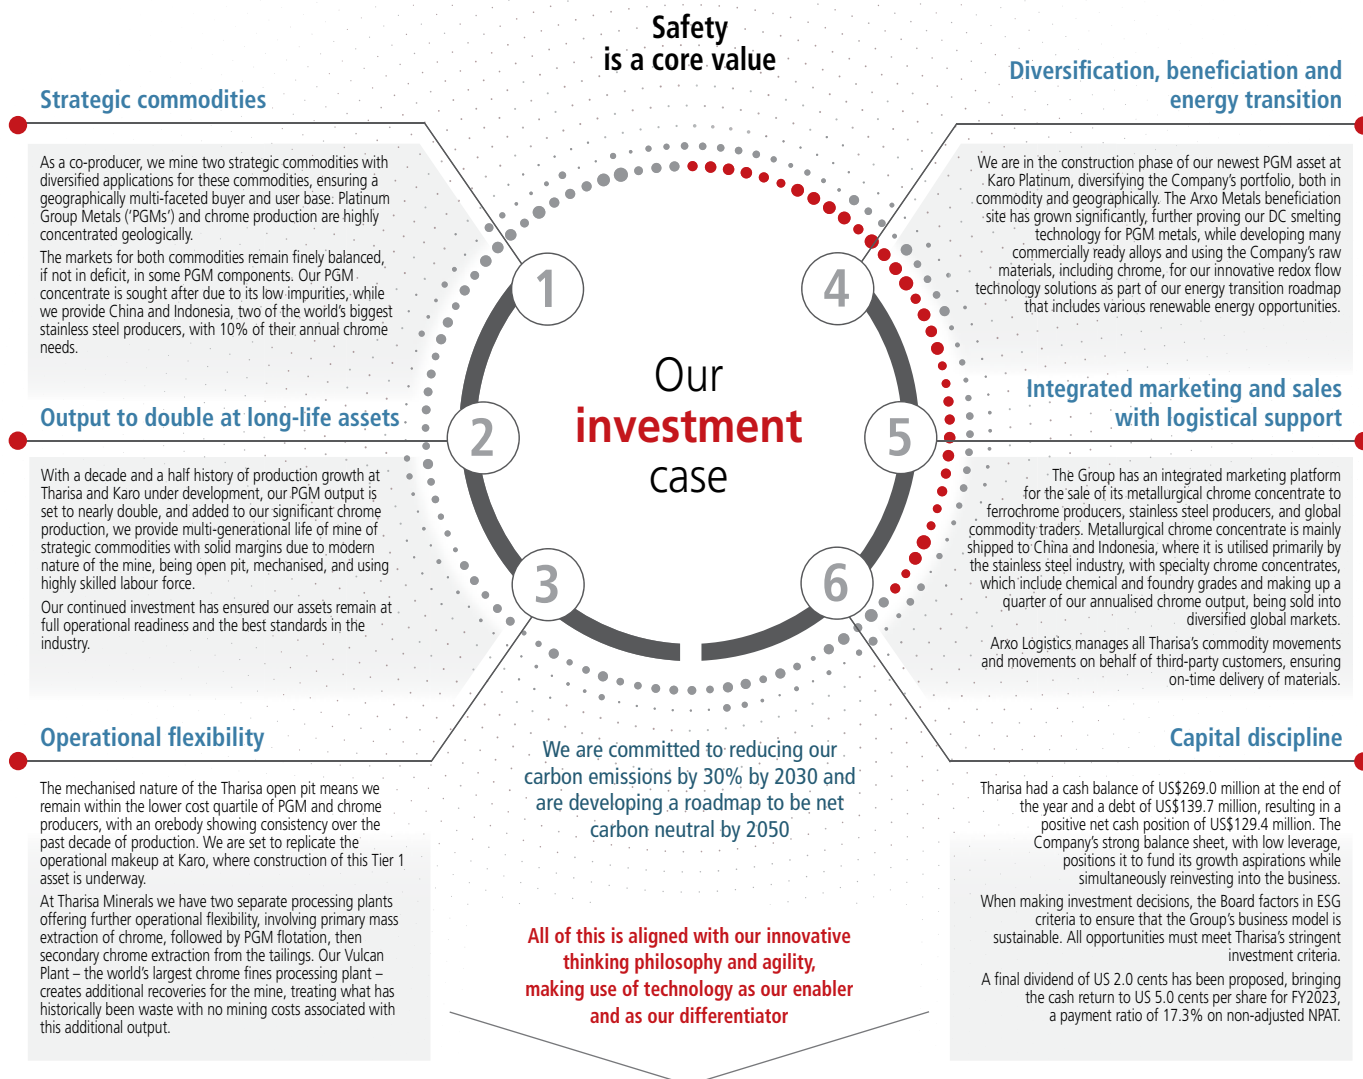 Safety
is a core value
Strategic commodities
As a co-producer, we mine two strategic commodities with
diversified applications for these commodities, ensuring a
geographically multi-faceted buyer and user base. Platinum
Group Metals (‘PGMs’) and chrome production are highly
concentrated geologically.
The markets for both commodities remain finely balanced,
if not in deficit, in some PGM components. Our PGM
concentrate is sought after due to its low impurities, while
we provide China and Indonesia, two of the world’s biggest
stainless steel producers, with 10% of their annual chrome
needs.
Output to double at long-life assets
With a decade and a half history of production growth at
Tharisa and Karo under development, our PGM output is
set to nearly double, and added to our significant chrome
production, we provide multi-generational life of mine of
strategic commodities with solid margins due to modern
nature of the mine, being open pit, mechanised, and using
highly skilled labour force.
Our continued investment has ensured our assets remain at
full operational readiness and the best standards in the
industry.
Operational flexibility
The mechanised nature of the Tharisa open pit means we
remain within the lower cost quartile of PGM and chrome
producers, with an orebody showing consistency over the
past decade of production. We are set to replicate the
operational makeup at Karo, where construction of this Tier 1
asset is underway.
At Tharisa Minerals we have two separate processing plants
offering further operational flexibility, involving primary mass
extraction of chrome, followed by PGM flotation, then
secondary chrome extraction from the tailings. Our Vulcan
Plant – the world’s largest chrome fines processing plant –
creates additional recoveries for the mine, treating what has
historically been waste with no mining costs associated with
this additional output.
1
2
3
Our
investment
case
4
5
6
We are committed to reducing our
carbon emissions by 30% by 2030 and
are developing a roadmap to be net
carbon neutral by 2050
All of this is aligned with our innovative
thinking philosophy and agility,
making use of technology as our enabler
and as our differentiator
Diversification, beneficiation and
energy transition
We are in the construction phase of our newest PGM asset at
Karo Platinum, diversifying the Company’s portfolio, both in
commodity and geographically. The Arxo Metals beneficiation
site has grown significantly, further proving our DC smelting
technology for PGM metals, while developing many
commercially ready alloys and using the Company’s raw
materials, including chrome, for our innovative redox flow
technology solutions as part of our energy transition roadmap
that includes various renewable energy opportunities.
Integrated marketing and sales
with logistical support
The Group has an integrated marketing platform
for the sale of its metallurgical chrome concentrate to
ferrochrome producers, stainless steel producers, and global
commodity traders. Metallurgical chrome concentrate is mainly
shipped to China and Indonesia, where it is utilised primarily by
the stainless steel industry, with specialty chrome concentrates,
which include chemical and foundry grades and making up a
quarter of our annualised chrome output, being sold into
diversified global markets.
Arxo Logistics manages all Tharisa’s commodity movements
and movements on behalf of third-party customers, ensuring
on-time delivery of materials.
Capital discipline
Tharisa had a cash balance of US$269.0 million at the end of
the year and a debt of US$139.7 million, resulting in a
positive net cash position of US$129.4 million. The
Company’s strong balance sheet, with low leverage,
positions it to fund its growth aspirations while
simultaneously reinvesting into the business.
When making investment decisions, the Board factors in ESG
criteria to ensure that the Group’s business model is
sustainable. All opportunities must meet Tharisa’s stringent
investment criteria.
A final dividend of US 2.0 cents has been proposed, bringing
the cash return to US 5.0 cents per share for FY2023,
a payment ratio of 17.3% on non-adjusted NPAT.